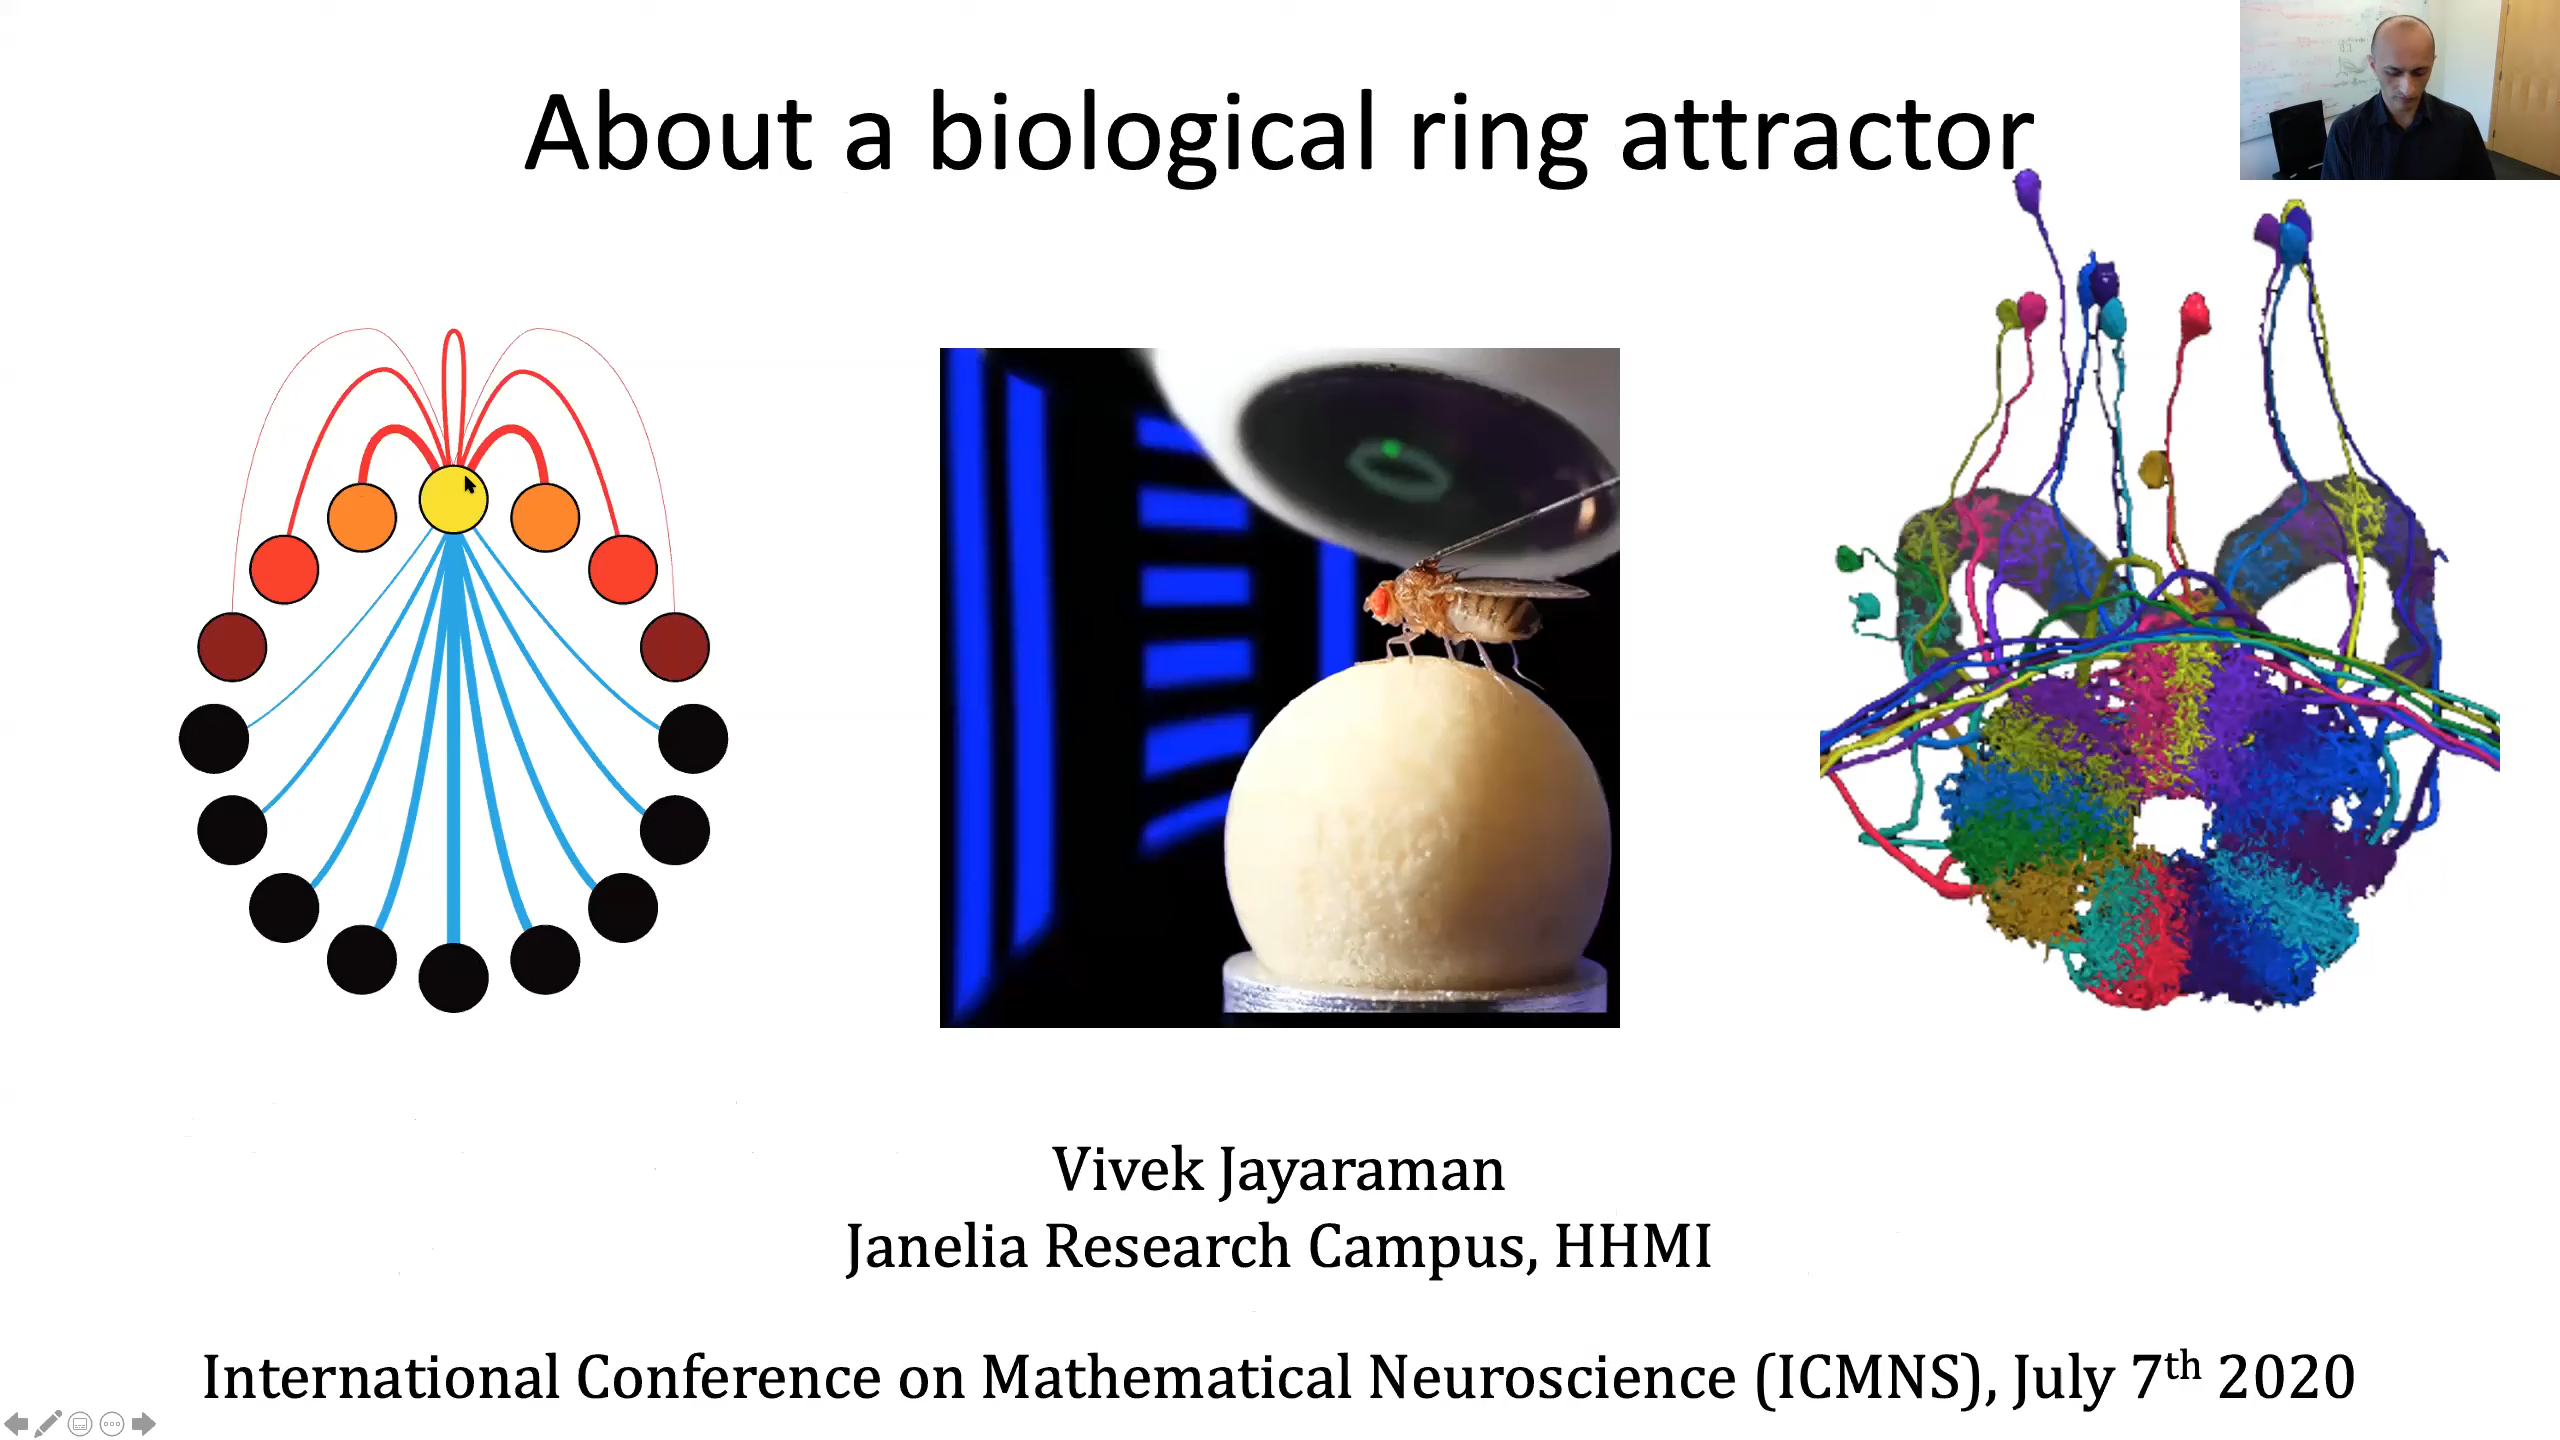 About a biological ring attractor
Vivek Jayaraman
Janelia Research Campus, HHMI
International Conference on Mathematical Neuroscience (ICMNS), July 7th 2020